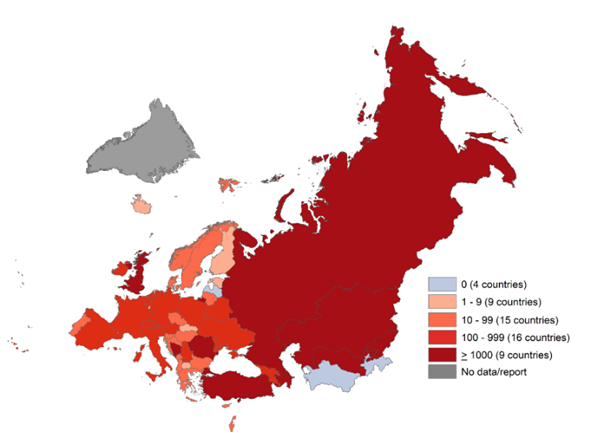 0 (4 countries)
1 - 9 (9 countries)
10 - 99 (15 countries)
100 - 999 (16 countries)
≥ 1000 (9 countries)
No data/report